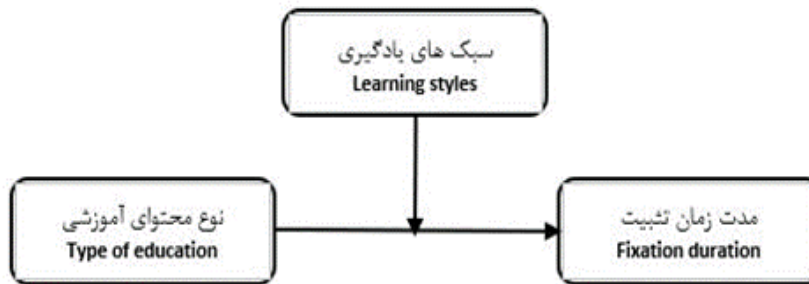 سبک های یادگیری
Learning styles
نوع محتوای آموزشی
Type of education
مدت زمان تثبیت
Fixation duration